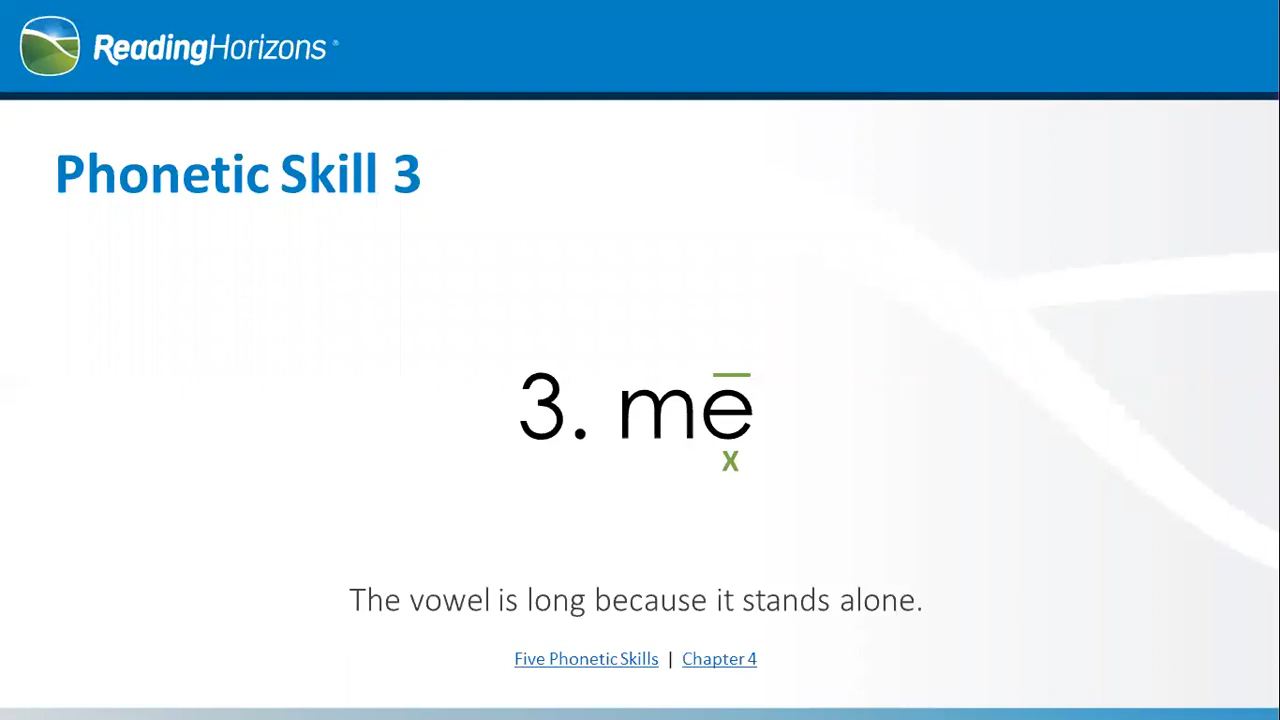 ReadingHorizons®
Phonetic Skill 3
3. mē
x
The vowel is long because it stands alone.
Five Phonetic Skills | Chapter 4